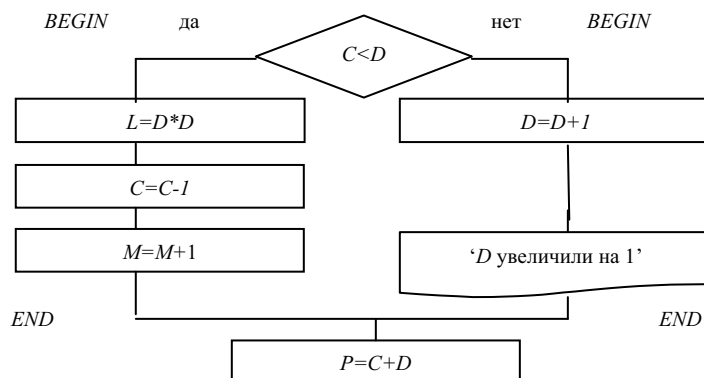 BEGIN да нет BEGIN
C<D
L=D*D D=D+1
C=C-1
M=M+1 ‘D увеличили на 1’
END END
P=C+D